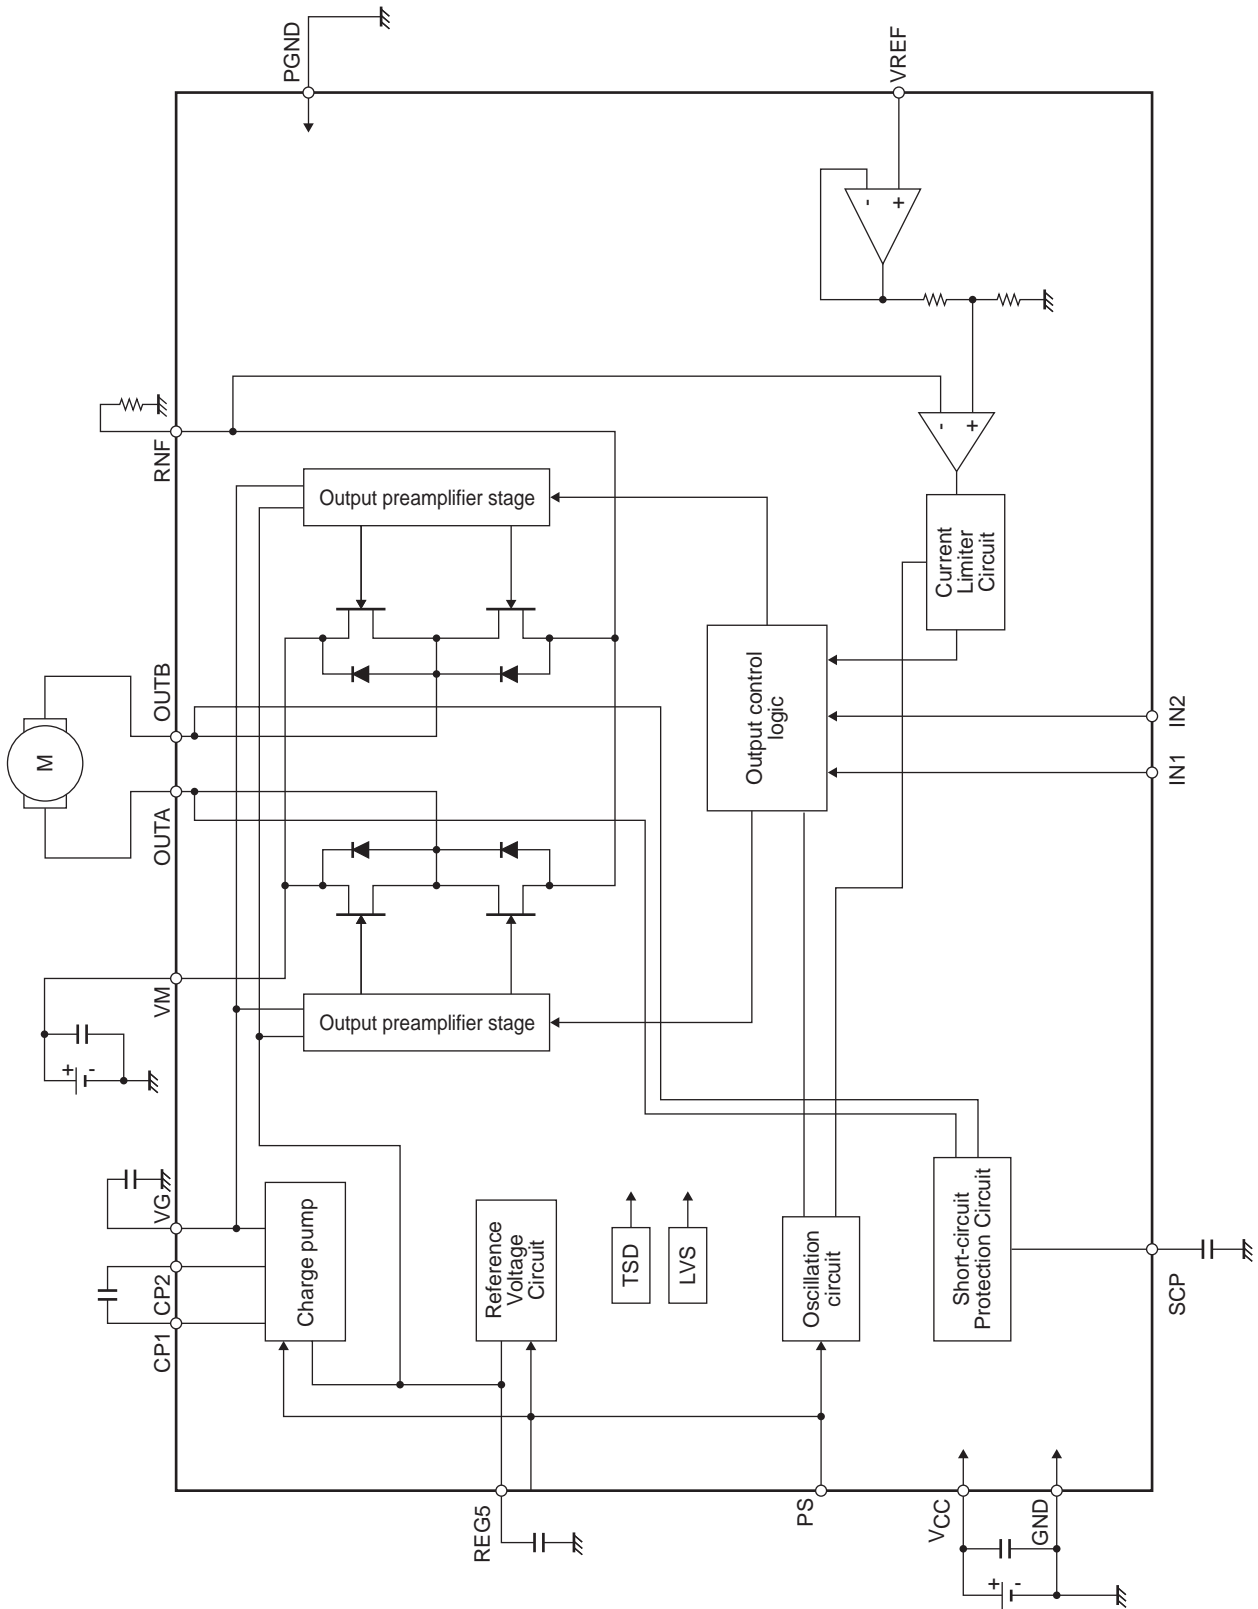 PGND
VREF
-
+
RNF
-
+
Output preamplifier stage
Current
Limiter
Circuit
OUTB
M
OUTA
Output control
logic
IN2
IN1
VM
+
-
Output preamplifier stage
VG
CP2
CP1
Charge pump
Reference
Voltage
Circuit
TSD
LVS
Oscillation
circuit
Short-circuit
Protection Circuit
SCP
REG5
PS
VCC
GND
+
-